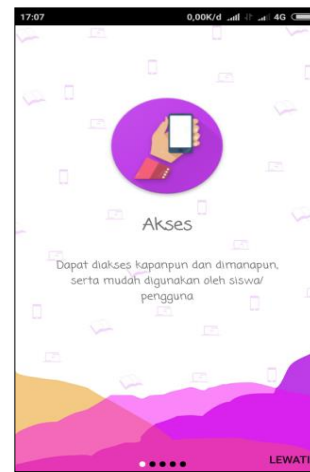 17:07
0,00K/d 4G
Akses
Dapat diakses kapanpun dan dimanapun,
serta mudah digunakan oleh siswa/
pengguna
LEWATI